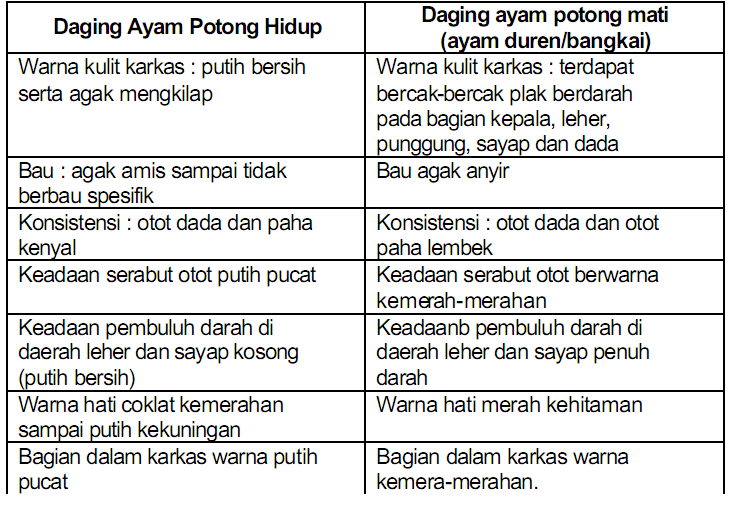 Daging Ayam Potong Hidup
Daging ayam potong mati
(ayam duren/bangkai)
Warna kulit karkas : putih bersih
serta agak mengkilap
Warna kulit karkas : terdapat
bercak-bercak plak berdarah
pada bagian kepala, leher,
punggung, sayap dan dada
Bau : agak amis sampai tidak
berbau spesifik
Bau agak anyir
Konsistensi : otot dada dan paha
kenyal
Konsistensi : otot dada dan otot
paha lembek
Keadaan serabut otot putih pucat
Keadaan serabut otot berwarna
kemerah-merahan
Keadaan pembuluh darah di
daerah leher dan sayap kosong
(putih bersih)
Keadaanb pembuluh darah di
daerah leher dan sayap penuh
darah
Warna hati coklat kemerahan
sampai putih kekuningan
Warna hati merah kehitaman
Bagian dalam karkas warna putih
pucat
Bagian dalam karkas warna
kemera-merahan.